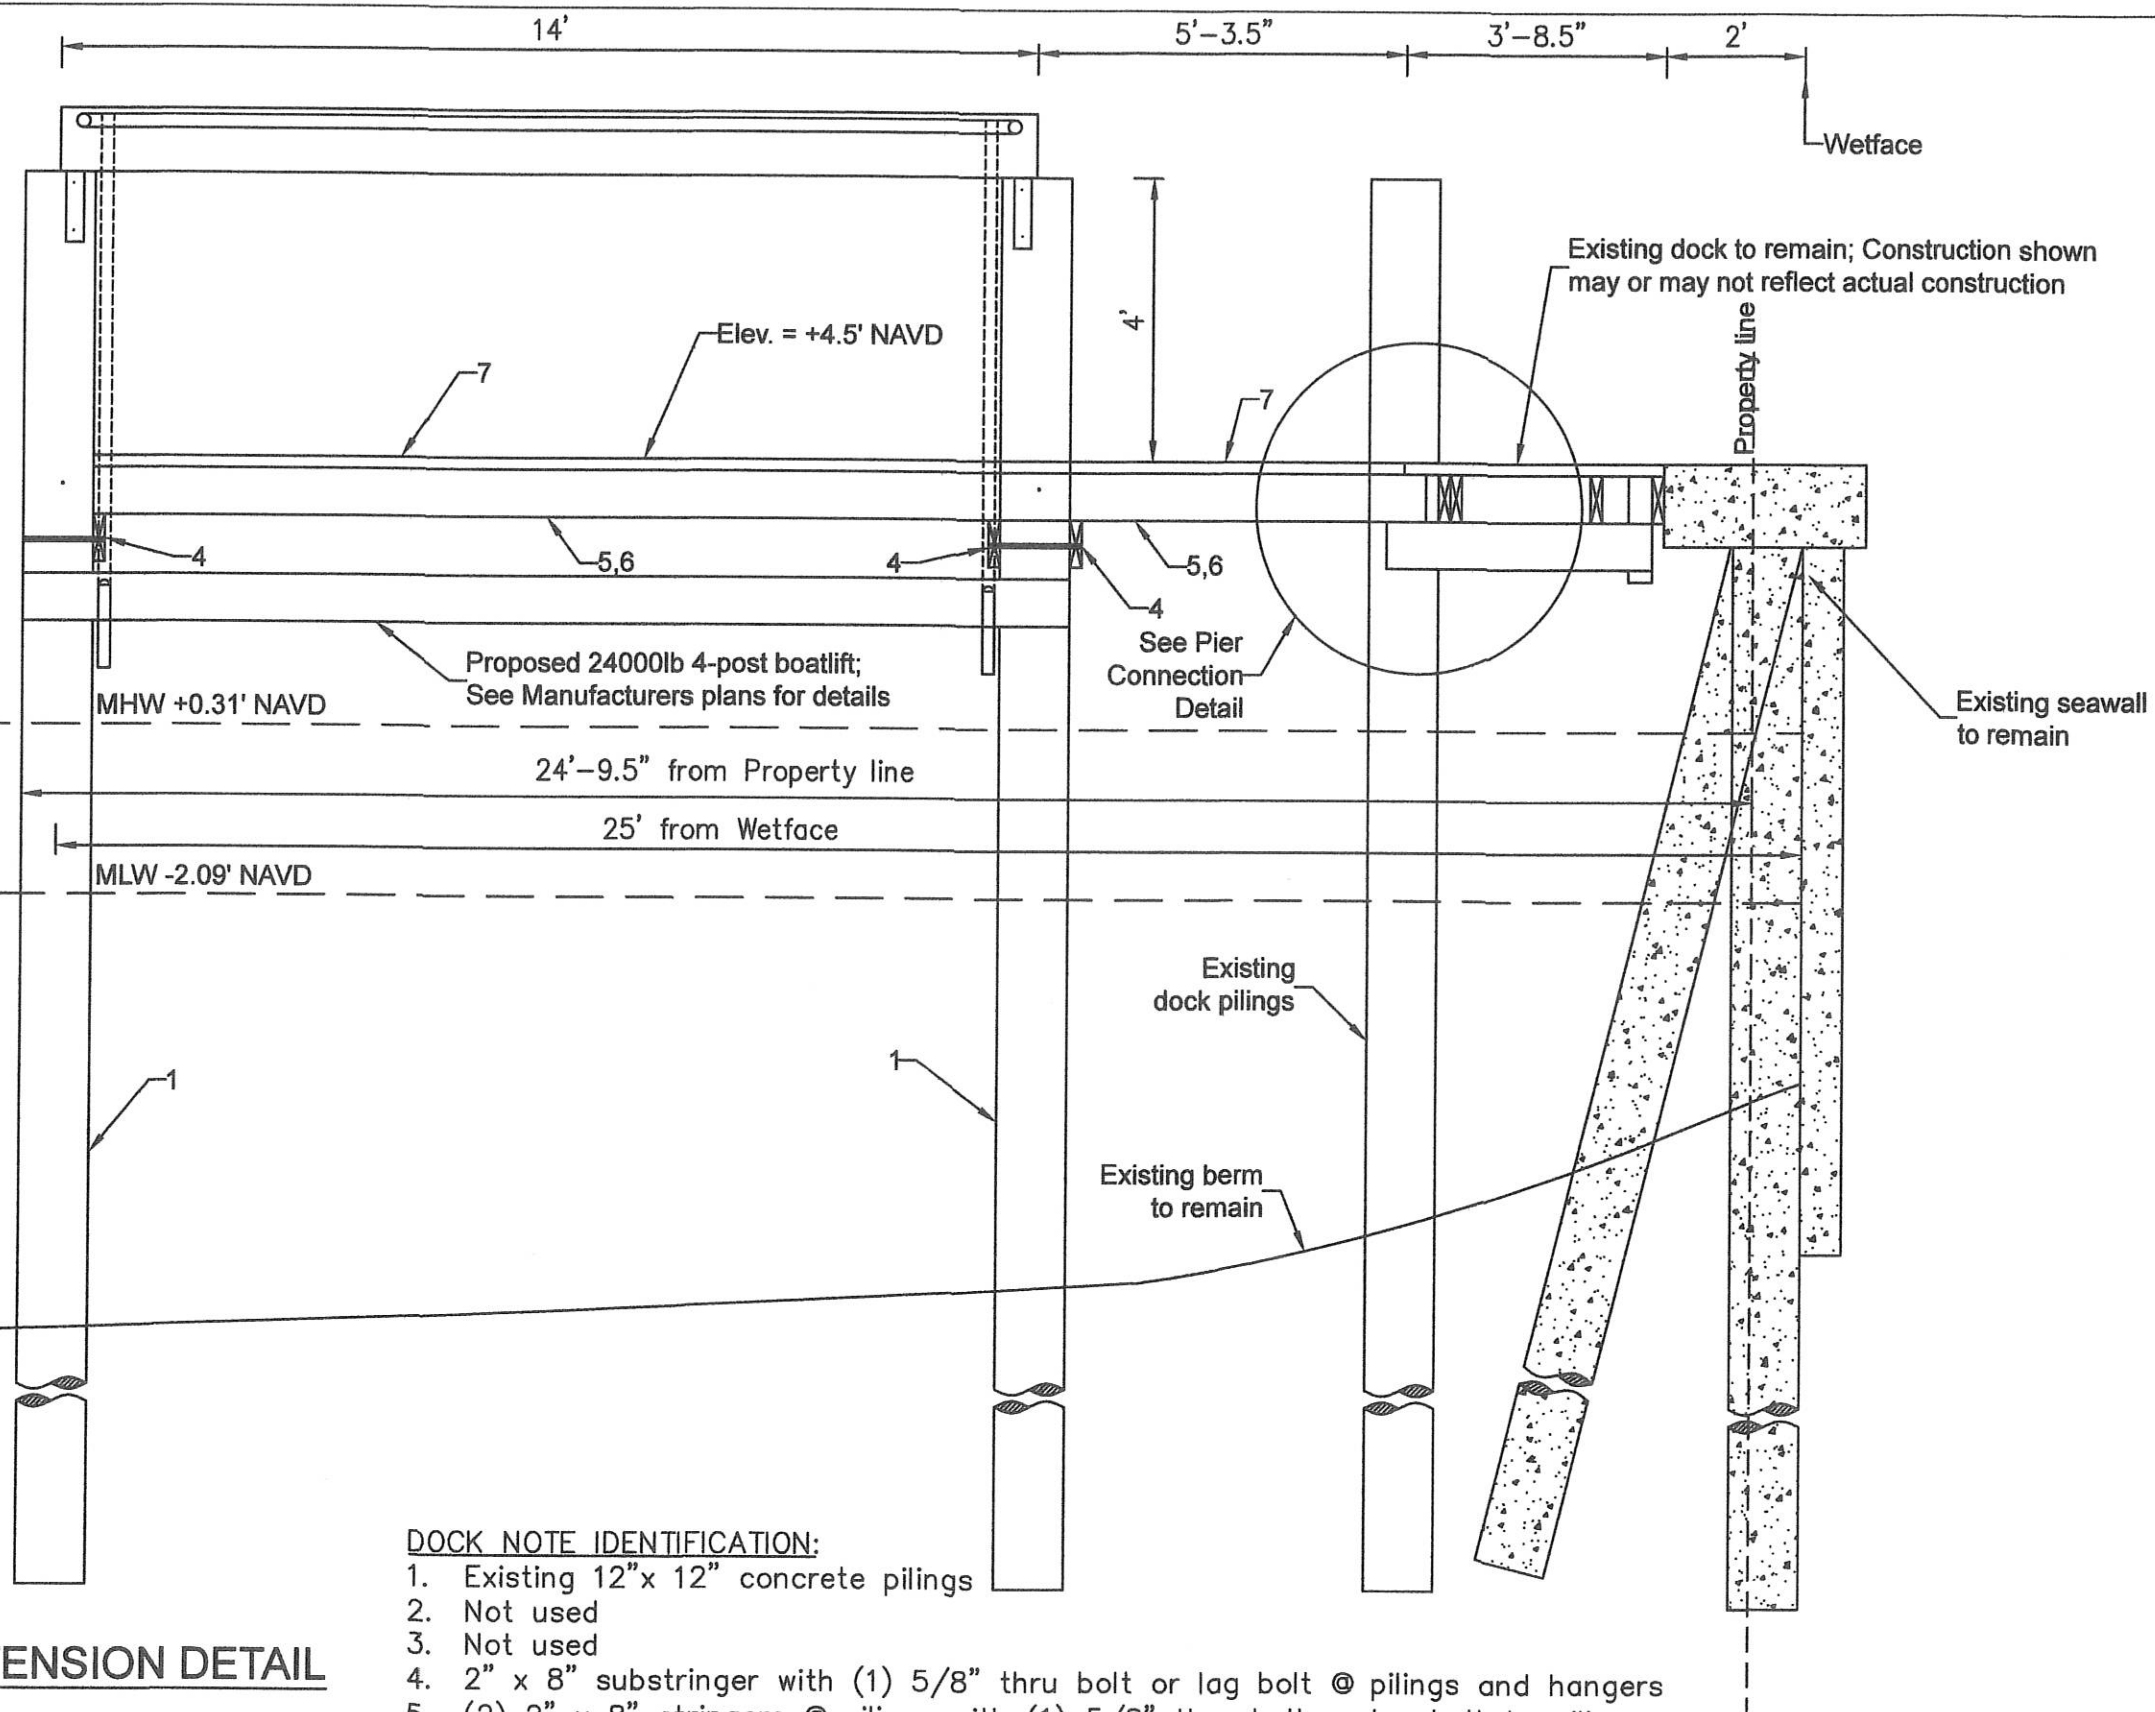 14'
5'-3.5"
3'-8.5"
2'
Wetface
Existing dock to remain; Construction shown
may or may not reflect actual construction
4'
Property line
Elev. = +4.5' NAVD
7
7
4
5,6
4
5,6
4
See Pier
Connection
Detail
Proposed 24000lb 4-post boatlift;
See Manufacturers plans for details
MHW +0.31' NAVD
Existing seawall
to remain
24'-9.5" from Property line
25' from Wetface
MLW -2.09' NAVD
Existing
dock pilings
1
1
Existing berm
to remain
DOCK NOTE IDENTIFICATION:
1. Existing 12"x 12" concrete pilings
2. Not used
3. Not used
ENSION DETAIL
4. 2" x 8" substringer with (1) 5/8" thru bolt or lag bolt @ pilings and hangers